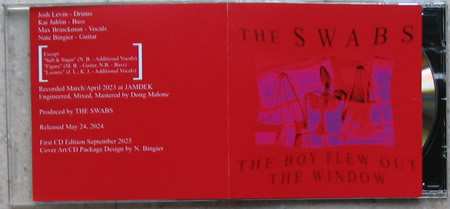 Josh Levin - Drums
Kai Juhlin - Bass
Max Brinckman - Vocals
Nate Bingser - Guitar
Except:
"Salt & Sugar" (N. B. - Additional Vocals)
"Figure" (M. B. - Guitar, N.B. - Bass)
"Loomis" (J. L., K. J. - Additional Vocals)
Recorded March/April 2023 at JAMDEK
Engineered, Mixed, Mastered by Doug Malone
Produced by THE SWABS
Released May 24, 2024
First CD Edition September 2025
Cover Art/CD Package Design by N. Bingser
THE SWABS
THE BOY FLEW OUT
THE WINDOW